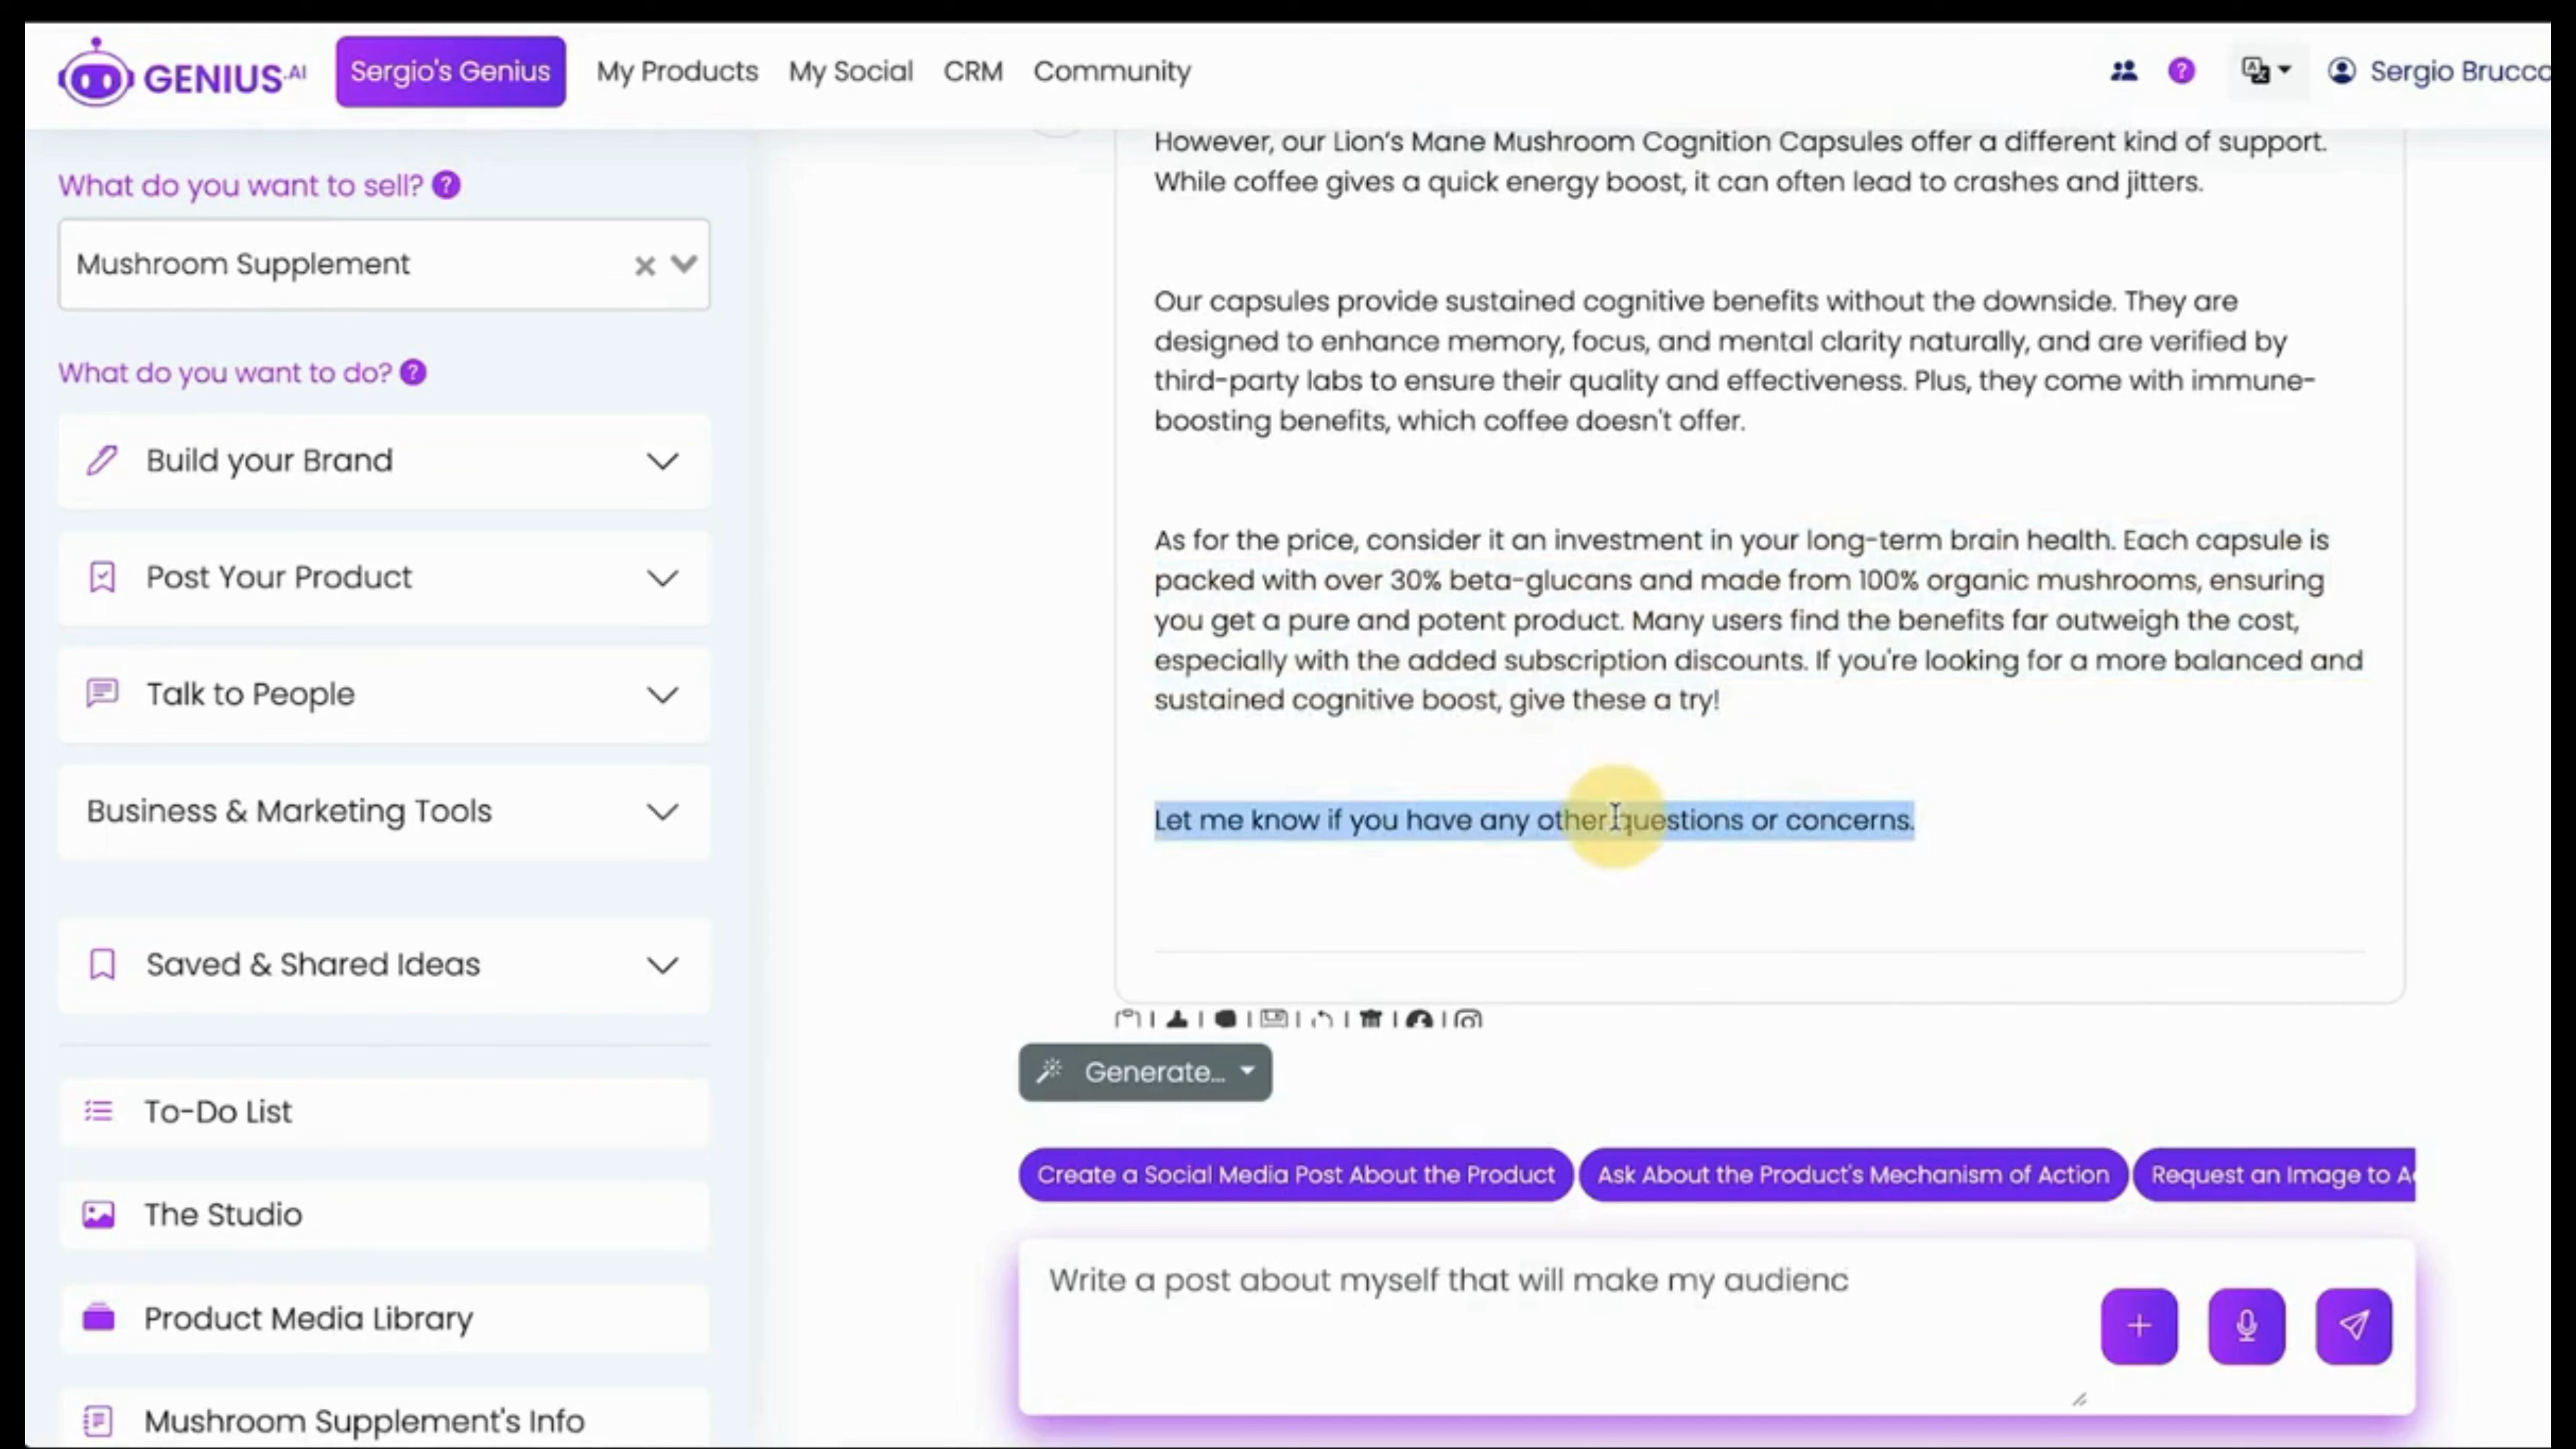 GENIUS.AI
Sergio's Genius
My Products
My Social
CRM
Community
Sergio Brucco
What do you want to sell?
Mushroom Supplement
What do you want to do?
Build your Brand
Post Your Product
Talk to People
Business & Marketing Tools
Saved & Shared Ideas
To-Do List
The Studio
Product Media Library
Mushroom Supplement's Info
However, our Lion's Mane Mushroom Cognition Capsules offer a different kind of support.
While coffee gives a quick energy boost, it can often lead to crashes and jitters.
Our capsules provide sustained cognitive benefits without the downside. They are
designed to enhance memory, focus, and mental clarity naturally, and are verified by
third-party labs to ensure their quality and effectiveness. Plus, they come with immune-
boosting benefits, which coffee doesn't offer.
As for the price, consider it an investment in your long-term brain health. Each capsule is
packed with over 30% beta-glucans and made from 100% organic mushrooms, ensuring
you get a pure and potent product. Many users find the benefits far outweigh the cost,
especially with the added subscription discounts. If you're looking for a more balanced and
sustained cognitive boost, give these a try!
Let me know if you have any other questions or concerns.
Generate...
Create a Social Media Post About the Product
Ask About the Product's Mechanism of Action
Request an Image to
Write a post about myself that will make my audienc